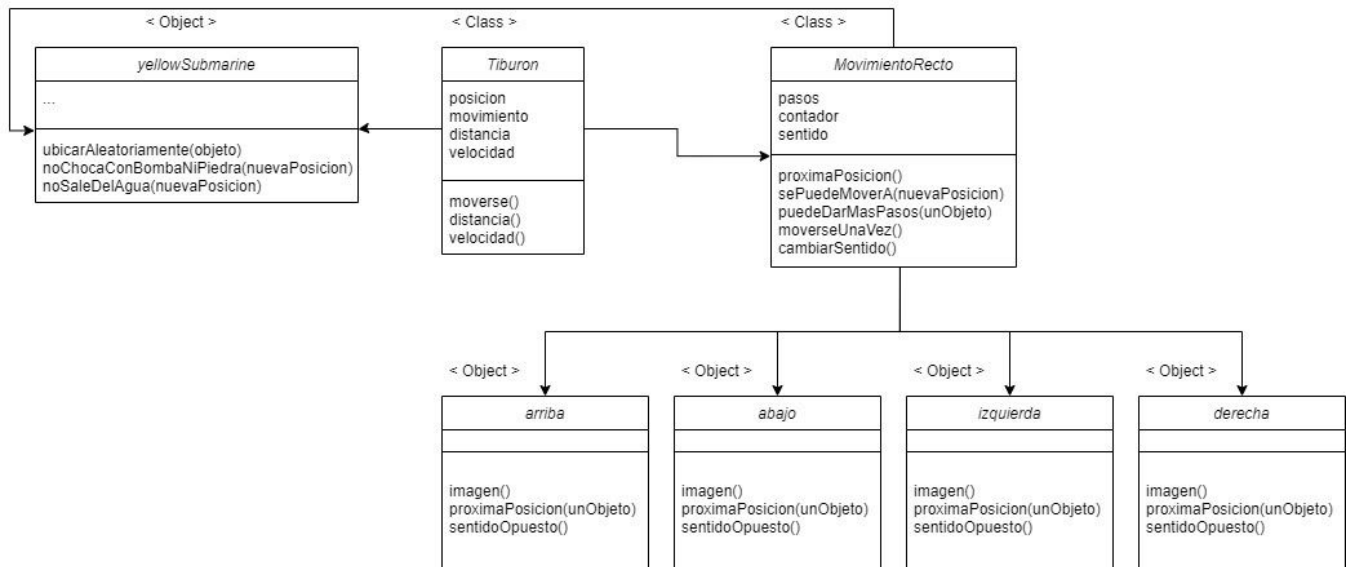 < Object >
yellowSubmarine
...
ubicarAleatoriamente(objeto)
noChocaConBombaNiPiedra(nuevaPosicion)
noSaleDelAgua(nuevaPosicion)
< Class >
Tiburon
posicion
movimiento
distancia
velocidad
moverse()
distancia()
velocidad()
< Class >
MovimientoRecto
pasos
contador
sentido
proximaPosicion()
sePuedeMoverA(nuevaPosicion)
puedeDarMasPasos(unObjeto)
moverseUnaVez()
cambiarSentido()
< Object >
arriba
imagen()
proximaPosicion(unObjeto)
sentidoOpuesto()
< Object >
abajo
imagen()
proximaPosicion(unObjeto)
sentidoOpuesto()
< Object >
izquierda
imagen()
proximaPosicion(unObjeto)
sentidoOpuesto()
< Object >
derecha
imagen()
proximaPosicion(unObjeto)
sentidoOpuesto()